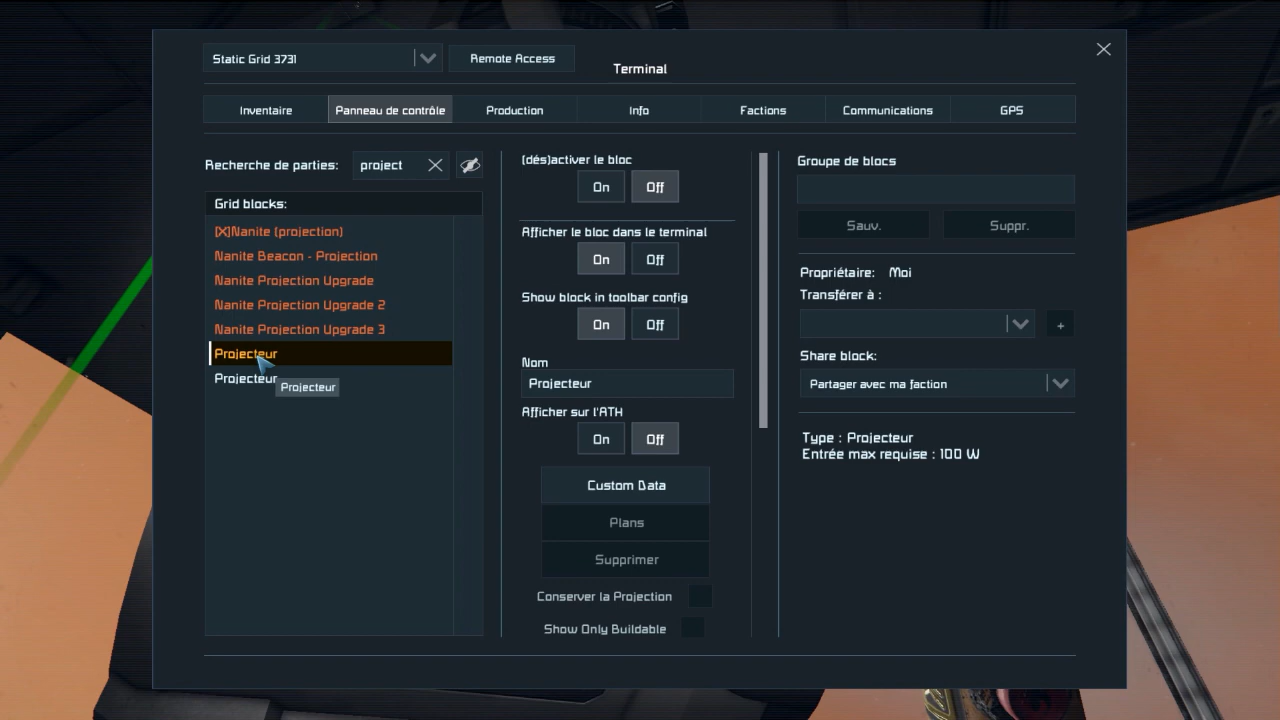 Static Grid 3731
Remote Access
Terminal
Inventaire
Panneau de contrôle
Production
Info
Factions
Communications
GPS
Recherche de parties:
project
Grid blocks:
[X]Nanite (projection)
Nanite Beacon - Projection
Nanite Projection Upgrade
Nanite Projection Upgrade 2
Nanite Projection Upgrade 3
Projecteur
Projecteur
Projecteur
(dés)activer le bloc
On
Off
Afficher le bloc dans le terminal
On
Off
Show block in toolbar config
On
Off
Nom
Projecteur
Afficher sur l'ATH
On
Off
Custom Data
Plans
Supprimer
Conserver la Projection
Show Only Buildable
Groupe de blocs
Sauv.
Suppr.
Propriétaire: Moi
Transférer à :
+
Share block:
Partager avec ma faction
Type : Projecteur
Entrée max requise : 100 W